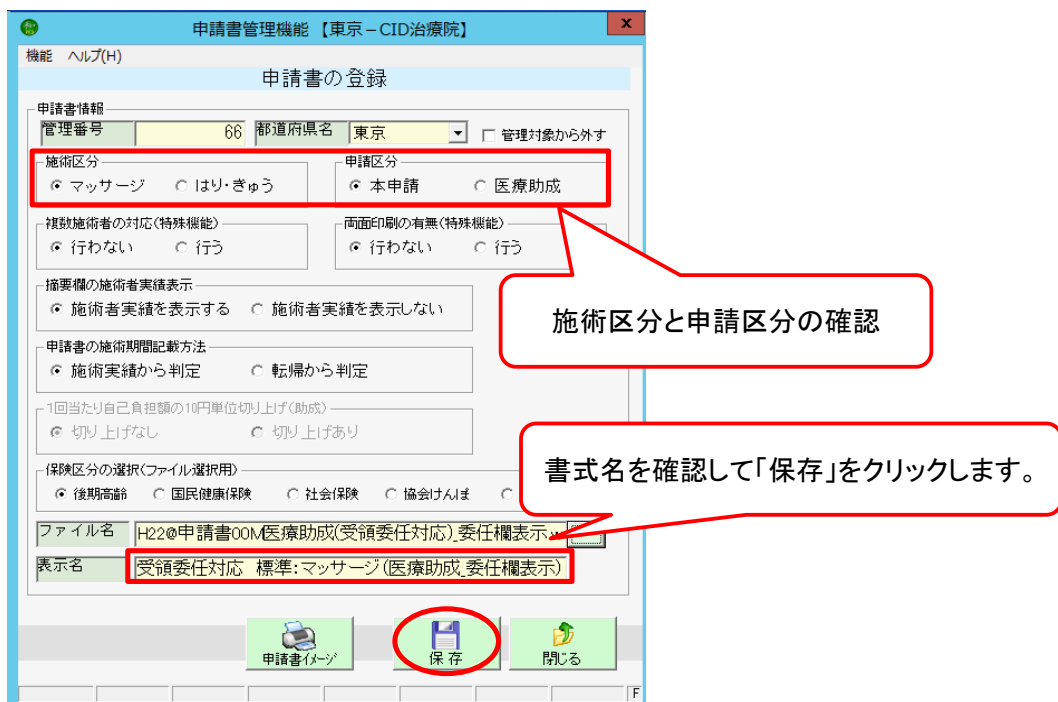 申請書管理機能 【東京－CID治療院】
x
機能 ヘルプ(H)
申請書の登録
申請書情報
管理番号 66 都道府県名 東京 管理対象から外す
施術区分 申請区分
マッサージ はり・きゅう 本申請 医療助成
複数施術者の対応(特殊機能) 両面印刷の有無(特殊機能)
行わない 行う 行わない 行う
摘要欄の施術者実績表示
施術者実績を表示する 施術者実績を表示しない
施術区分と申請区分の確認
申請書の施術期間記載方法
施術実績から判定 転帰から判定
1回当たり自己負担額の10円単位切り上げ(助成)
切り上げなし 切り上げあり
書式名を確認して「保存」をクリックします。
保険区分の選択(ファイル選択用)
後期高齢 国民健康保険 社会保険 協会けんぽ
ファイル名 H22@申請書00M医療助成(受領委任対応)_委任欄表示
表示名 受領委任対応 標準:マッサージ(医療助成_委任欄表示)
申請書イメージ 保存 閉じる
F